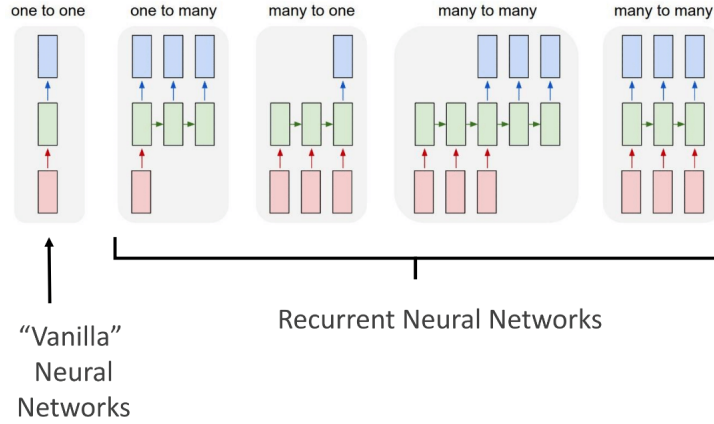 one to one
one to many
many to one
many to many
many to many
Recurrent Neural Networks
“Vanilla”
Neural
Networks